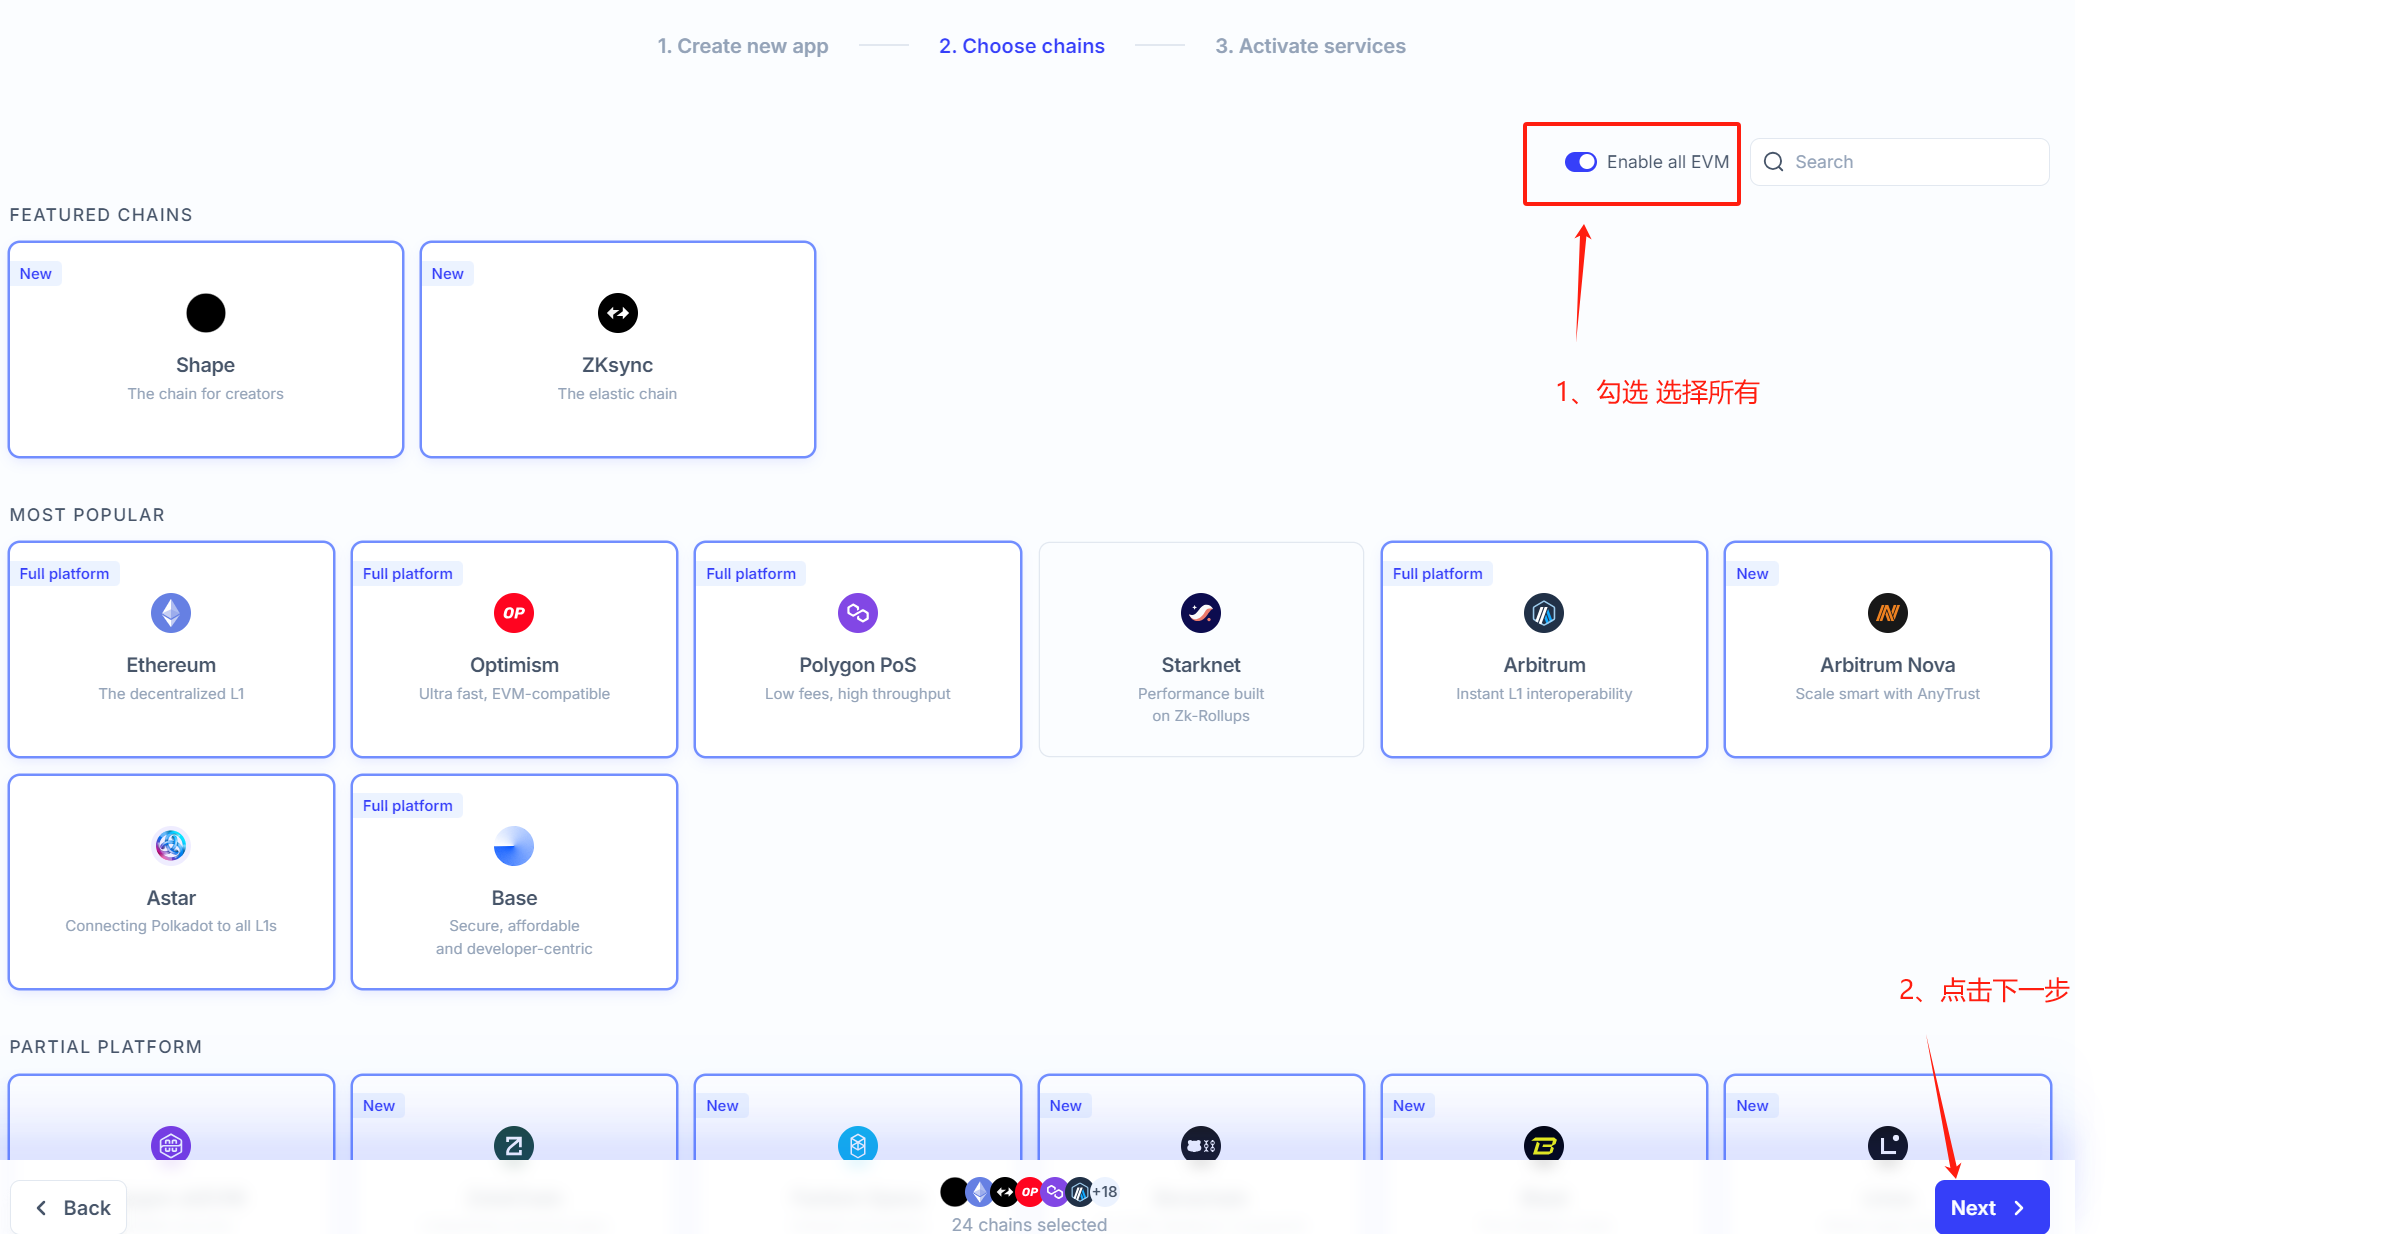 1. Create new app
2. Choose chains
3. Activate services
Enable all EVM
Search
FEATURED CHAINS
New
Shape
The chain for creators
New
ZKsync
The elastic chain
1、勾选 选择所有
MOST POPULAR
Full platform
Ethereum
The decentralized L1
Full platform
OP
Optimism
Ultra fast, EVM-compatible
Full platform
Polygon PoS
Low fees, high throughput
Starknet
Performance built
on Zk-Rollups
Full platform
Arbitrum
Instant L1 interoperability
New
Arbitrum Nova
Scale smart with AnyTrust
Astar
Connecting Polkadot to all L1s
Full platform
Base
Secure, affordable
and developer-centric
2、点击下一步
PARTIAL PLATFORM
New
New
New
New
New
Back
OP
+18
24 chains selected
Next